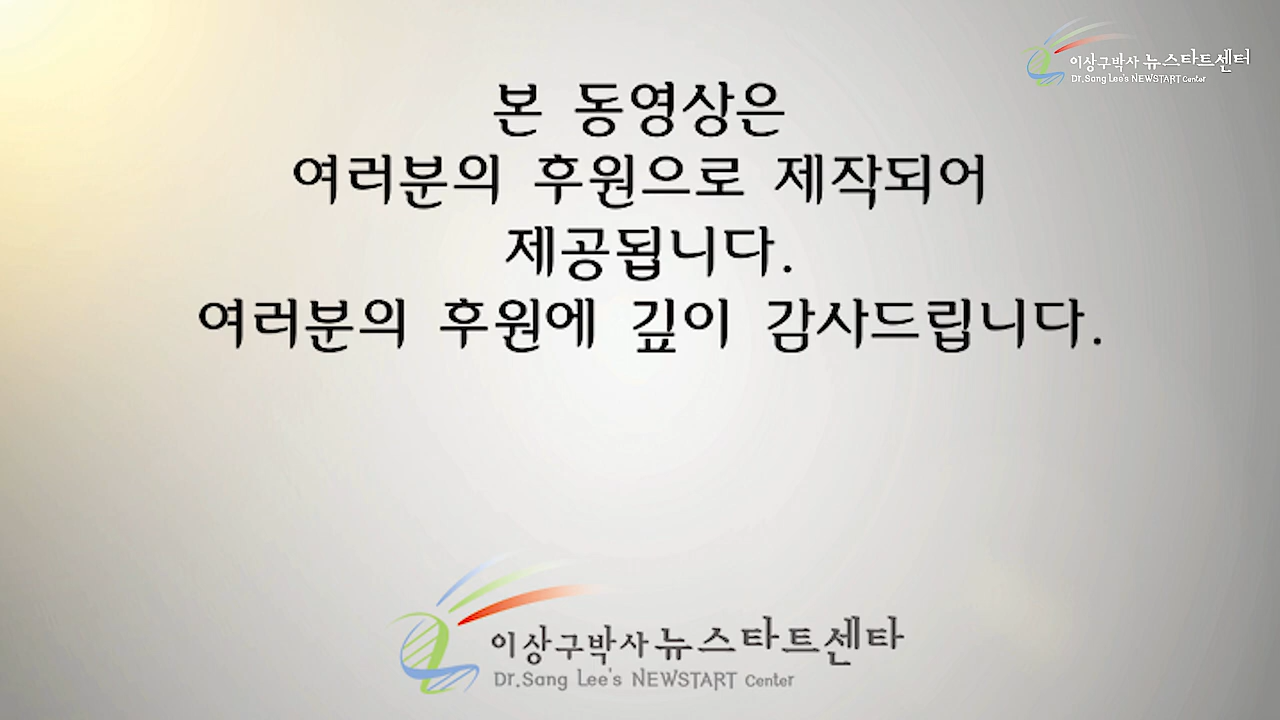 이상구박사 뉴스타트센터
Dr.Sang Lee's NEWSTART Center
본 동영상은
여러분의 후원으로 제작되어
제공됩니다.
여러분의 후원에 깊이 감사드립니다.
이상구박사 뉴스타트센타
Dr.Sang Lee's NEWSTART Center